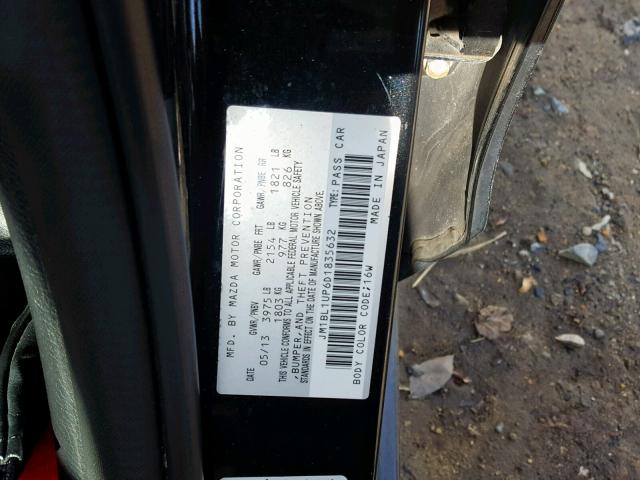 MFD. BY MAZDA MOTOR CORPORATION
DATE GVWR/PNBV GAWR/PNBE FRT GAWR/PNBE RR
05/13 3975 LB 2154 LB 1821 LB
1803 KG 977 KG 826 KG
THIS VEHICLE CONFORMS TO ALL APPLICABLE FEDERAL MOTOR VEHICLE SAFETY
,BUMPER,AND THEFT PREVENTION
STANDARDS IN EFFECT ON THE DATE OF MANUFACTURE SHOWN ABOVE.
JM1BL1UP6D1835632 TYPE: PASS CAR
BODY COLOR CODE;16W MADE IN JAPAN